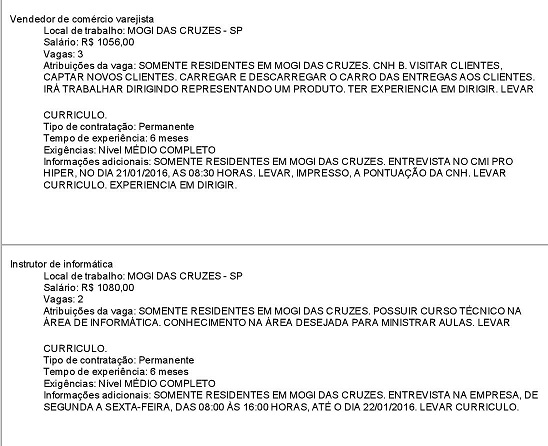 Vendedor de comércio varejista
Local de trabalho: MOGI DAS CRUZES - SP
Salário: R$ 1056,00
Vagas: 3
Atribuições da vaga: SOMENTE RESIDENTES EM MOGI DAS CRUZES. CNH B. VISITAR CLIENTES,
CAPTAR NOVOS CLIENTES. CARREGAR E DESCARREGAR O CARRO DAS ENTREGAS AOS CLIENTES.
IRÁ TRABALHAR DIRIGINDO REPRESENTANDO UM PRODUTO. TER EXPERIENCIA EM DIRIGIR. LEVAR
CURRICULO.
Tipo de contratação: Permanente
Tempo de experiência: 6 meses
Exigências: Nível MÉDIO COMPLETO
Informações adicionais: SOMENTE RESIDENTES EM MOGI DAS CRUZES. ENTREVISTA NO CMI PRO
HIPER, NO DIA 21/01/2016, AS 08:30 HORAS. LEVAR, IMPRESSO, A PONTUAÇÃO DA CNH. LEVAR
CURRICULO. EXPERIENCIA EM DIRIGIR.
Instrutor de informática
Local de trabalho: MOGI DAS CRUZES - SP
Salário: R$ 1080,00
Vagas: 2
Atribuições da vaga: SOMENTE RESIDENTES EM MOGI DAS CRUZES. POSSUIR CURSO TÉCNICO NA
ÁREA DE INFORMÁTICA. CONHECIMENTO NA ÁREA DESEJADA PARA MINISTRAR AULAS. LEVAR
CURRICULO.
Tipo de contratação: Permanente
Tempo de experiência: 6 meses
Exigências: Nível MÉDIO COMPLETO
Informações adicionais: SOMENTE RESIDENTES EM MOGI DAS CRUZES. ENTREVISTA NA EMPRESA, DE
SEGUNDA A SEXTA-FEIRA, DAS 08:00 ÀS 16:00 HORAS, ATÉ O DIA 22/01/2016. LEVAR CURRICULO.